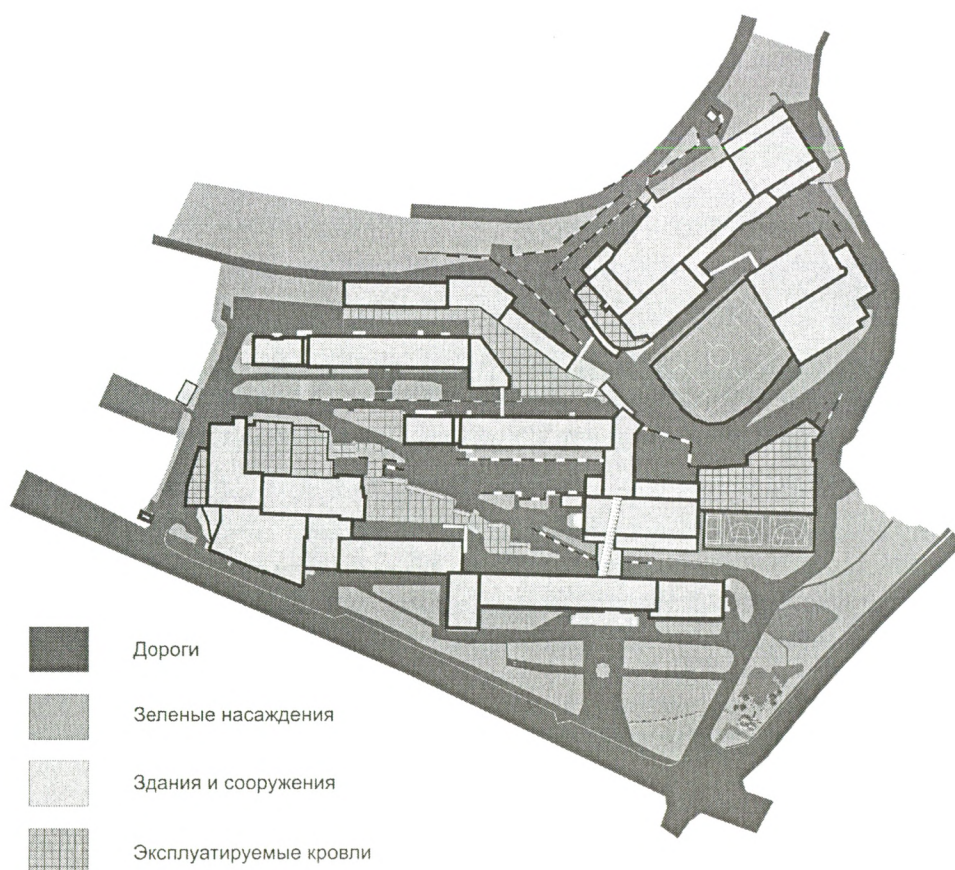 Дороги
Зеленые насаждения
Здания и сооружения
Эксплуатируемые кровли